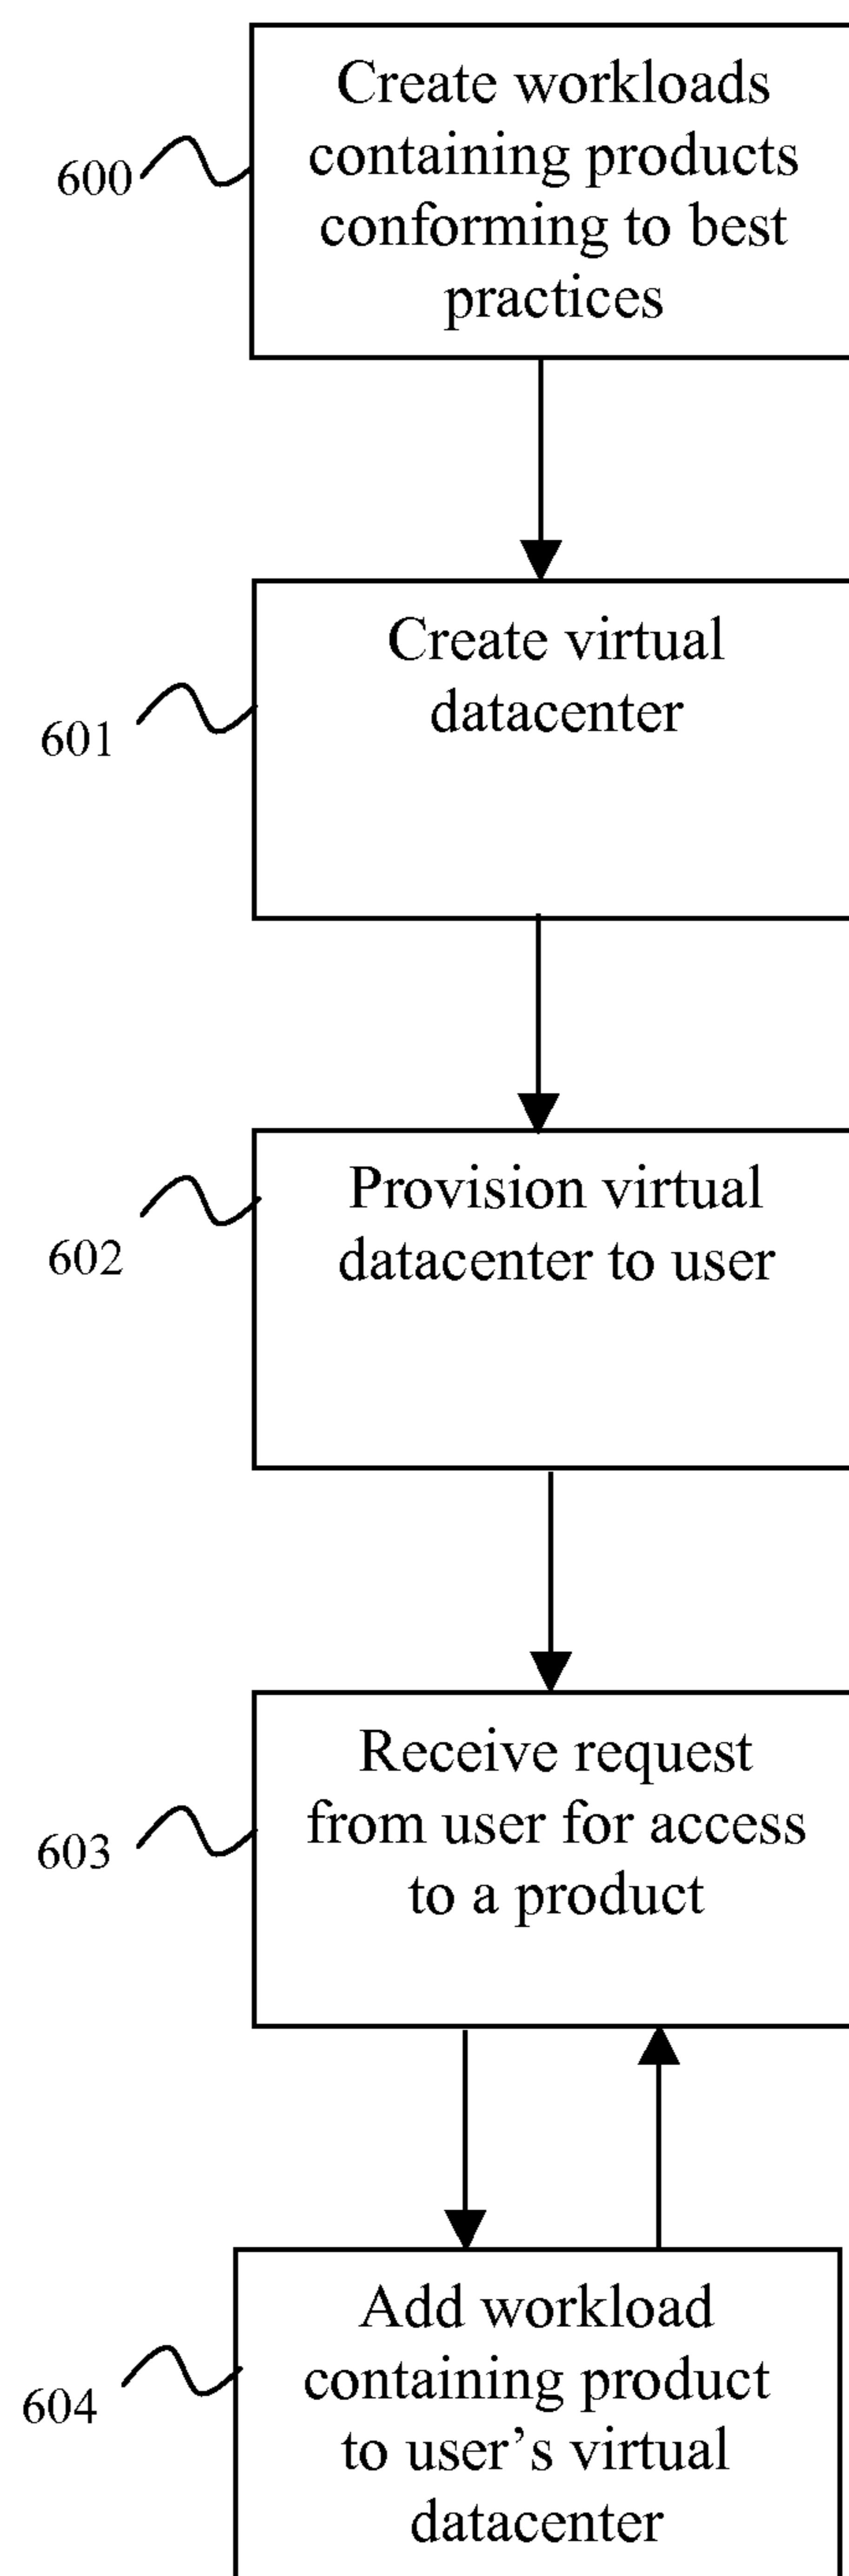 Create workloads
containing products
conforming to best
practices
600
Create virtual
datacenter
601
Provision virtual
datacenter to user
602
Receive request
from user for access
to a product
603
Add workload
containing product
to user’s virtual
datacenter
604